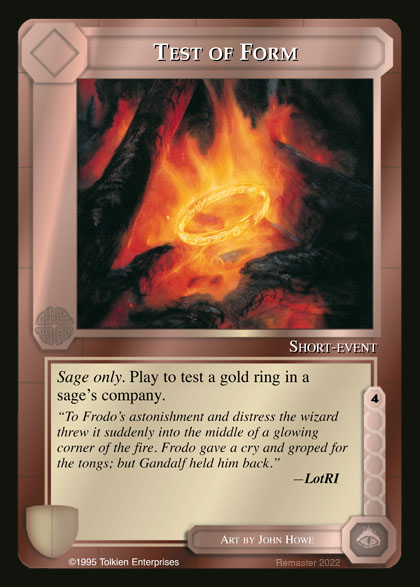 Test of Form
Short-event
Sage only. Play to test a gold ring in a
sage's company.
4
“To Frodo's astonishment and distress the wizard
threw it suddenly into the middle of a glowing
corner of the fire. Frodo gave a cry and groped for
the tongs; but Gandalf held him back.”
—LotRI
Art by John Howe
©1995 Tolkien Enterprises
Remaster 2022